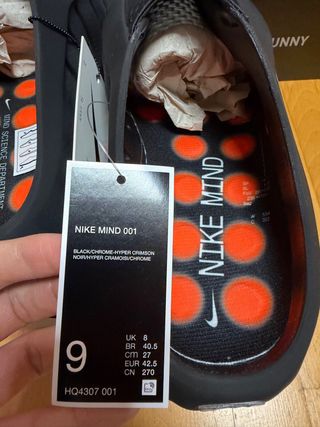 UNNY
MIND SCIENCE DEPARTMENT
NIKE MIND
NIKE MIND 001
BLACK/CHROME-HYPER CRIMSON
NOIR/HYPER CRAMOISI/CHROME
9
UK 8
BR 40.5
CM 27
EUR 42.5
CN 270
HQ4307 001